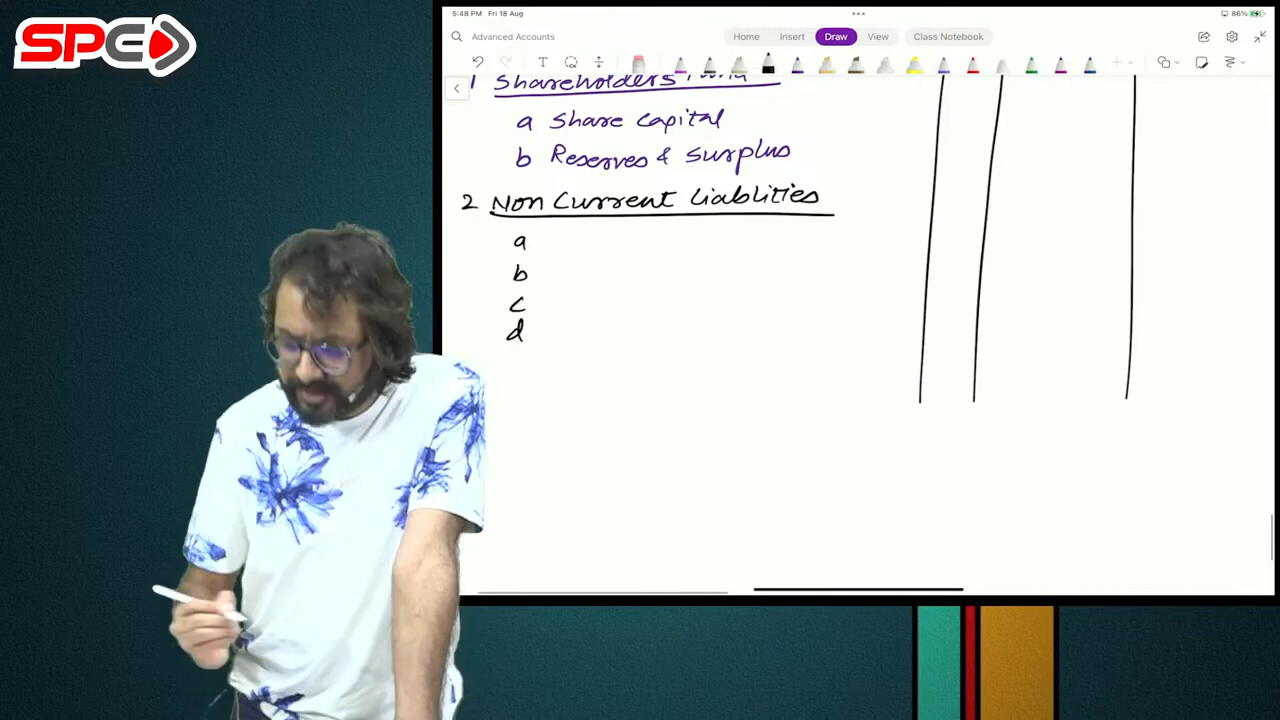 SPE
5:48 PM Fri 18 Aug
86%
Advanced Accounts
Home Insert Draw View Class Notebook
1 Shareholders Fund
a Share Capital
b Reserves & Surplus
2 Non Current Liablities
a
b
c
d